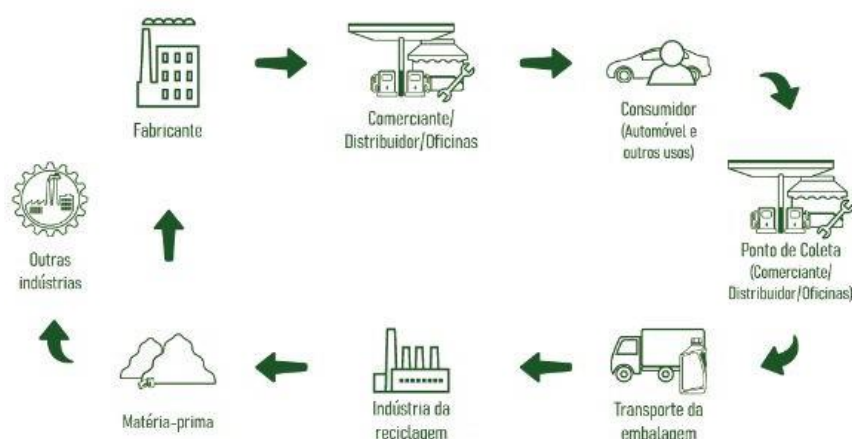 Fabricante
Comerciante/
Distribuidor/Oficinas
Consumidor
(Automóvel e
outros usos)
Ponto de Coleta
(Comerciante/
Distribuidor/Oficinas)
Transporte da
embalagem
Indústria da
reciclagem
Matéria-prima
Outras
indústrias